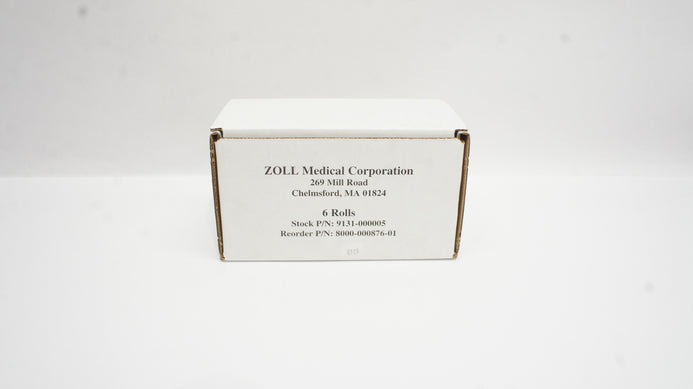 ZOLL Medical Corporation
269 Mill Road
Chelmsford, MA 01824
6 Rolls
Stock P/N: 9131-000005
Reorder P/N: 8000-000876-01